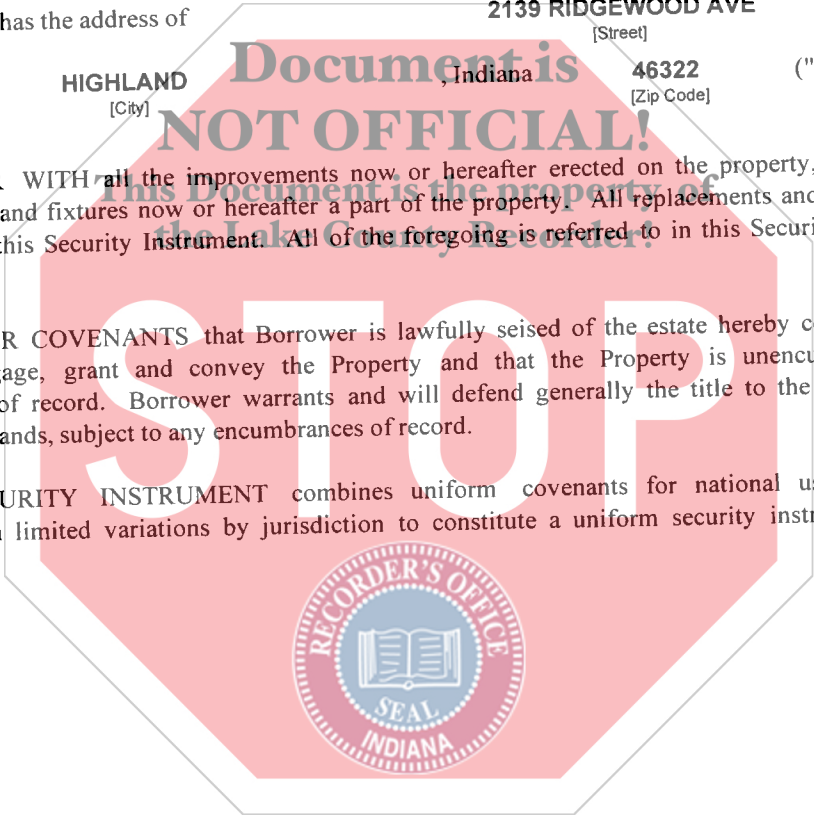 has the address of 2139 RIDGEWOOD AVE
[Street]
HIGHLAND , Indiana 46322 ("
[City] [Zip Code]
Document is
NOT OFFICIAL!
WITH all the improvements now or hereafter erected on the property,
This Document is the property of
and fixtures now or hereafter a part of the property. All replacements and
the Lake County Recorder!
this Security Instrument. All of the foregoing is referred to in this Securi
R COVENANTS that Borrower is lawfully seised of the estate hereby c
gage, grant and convey the Property and that the Property is unencu
of record. Borrower warrants and will defend generally the title to the
ands, subject to any encumbrances of record.
STOP
URITY INSTRUMENT combines uniform covenants for national us
limited variations by jurisdiction to constitute a uniform security instr
RECORDER'S OFFICE
SEAL
INDIANA